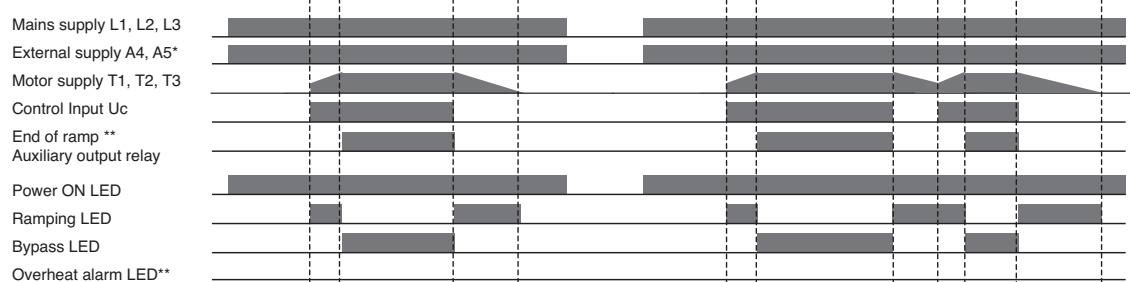 Mains supply L1, L2, L3
External supply A4, A5*
Motor supply T1, T2, T3
Control Input Uc
End of ramp **
Auxiliary output relay
Power ON LED
Ramping LED
Bypass LED
Overheat alarm LED**